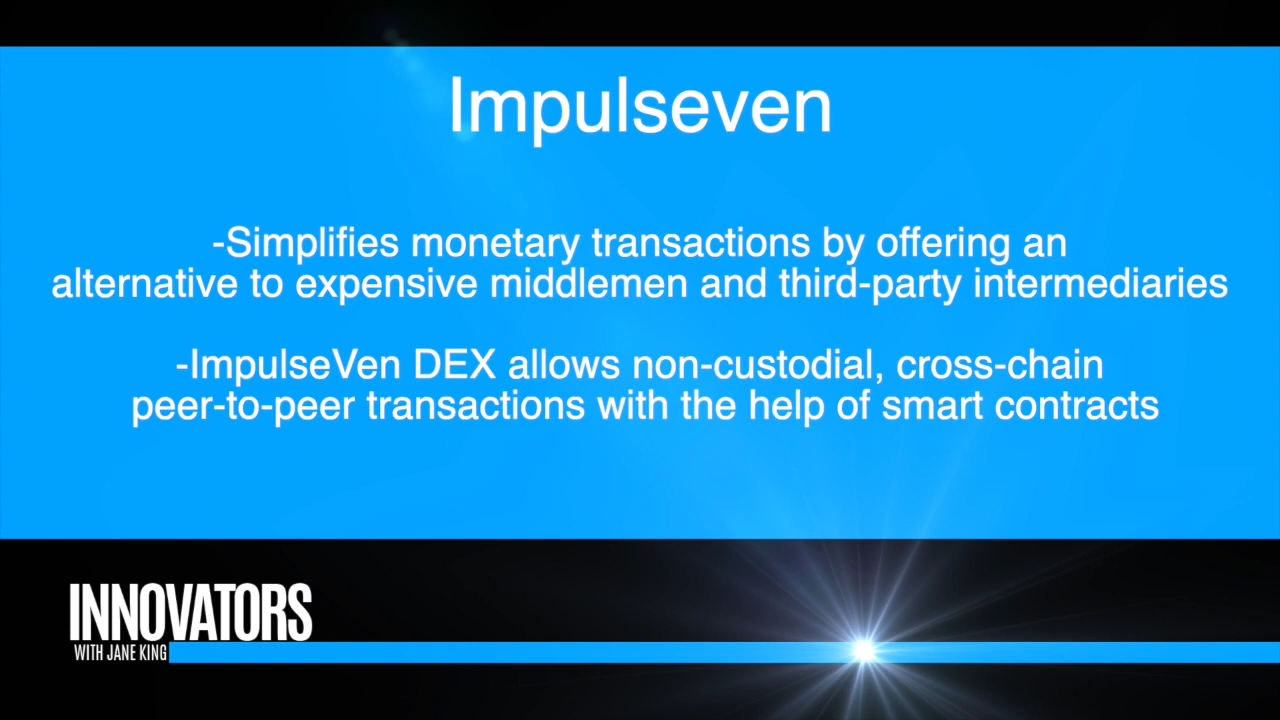 Impulseven
-Simplifies monetary transactions by offering an
alternative to expensive middlemen and third-party intermediaries
-ImpulseVen DEX allows non-custodial, cross-chain
peer-to-peer transactions with the help of smart contracts
INNOVATORS
WITH JANE KING